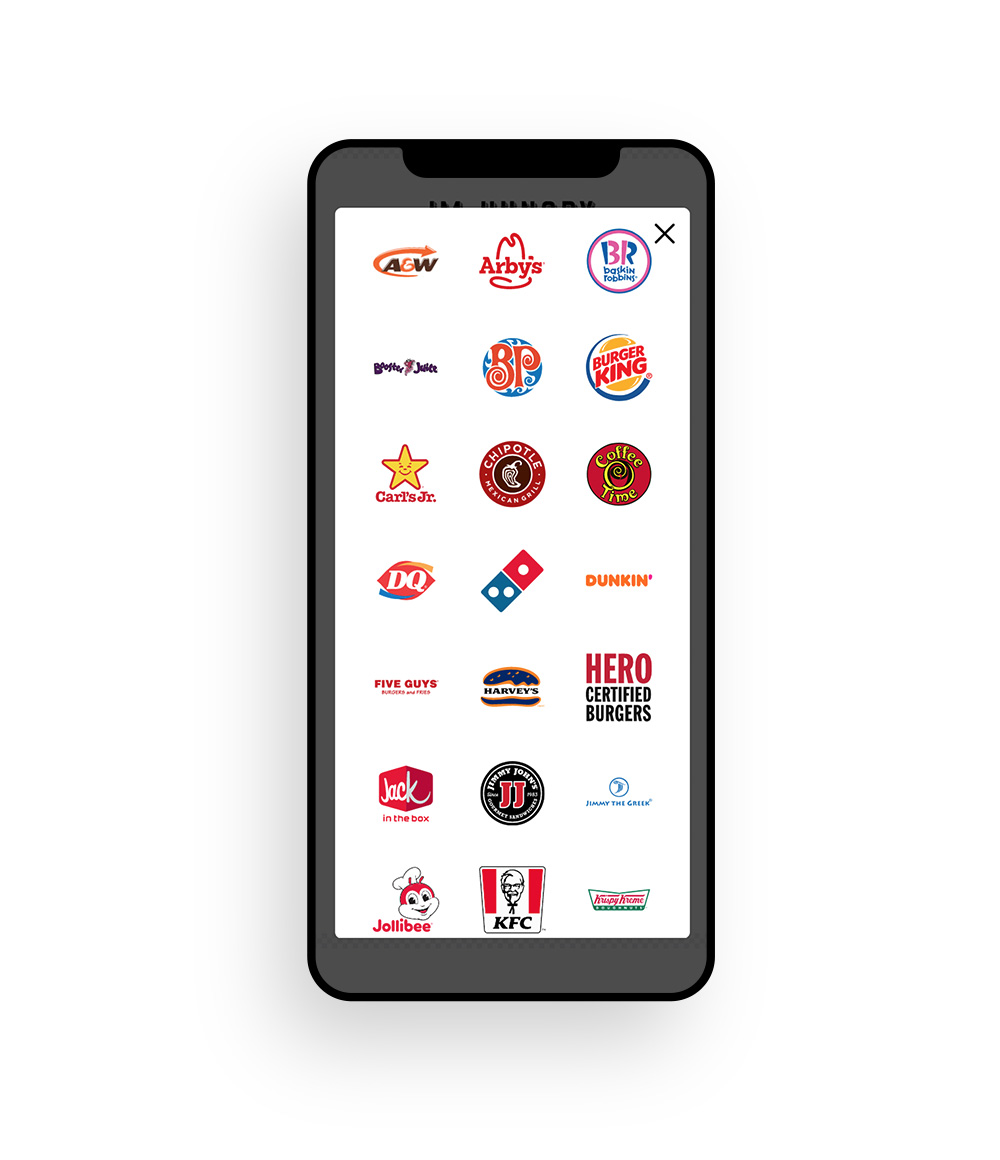 IM HUNGRY
A&W
Arby's
BR
baskin
robbins®
Booster Juice
BP
BURGER
KING®
Carl's Jr.
CHIPOTLE
MEXICAN GRILL
Coffee
Time
DQ
DUNKIN'
FIVE GUYS
BURGERS and FRIES
HARVEY'S
HERO
CERTIFIED
BURGERS
Jack
in the box
JIMMY JOHN'S
Since JJ 1983
GOURMET SANDWICHES
JIMMY THE GREEK®
Jollibee
KFC
Krispy Kreme
DOUGHNUTS